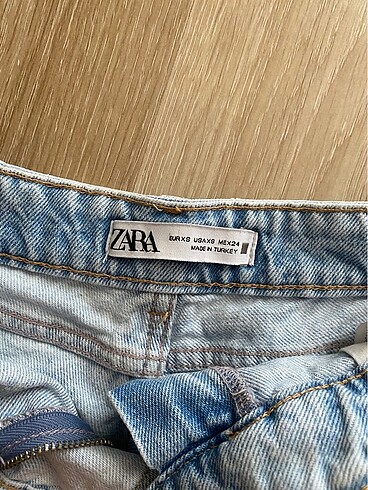 ZARA
EUR XS USA XS MEX 24
MADE IN TURKEY